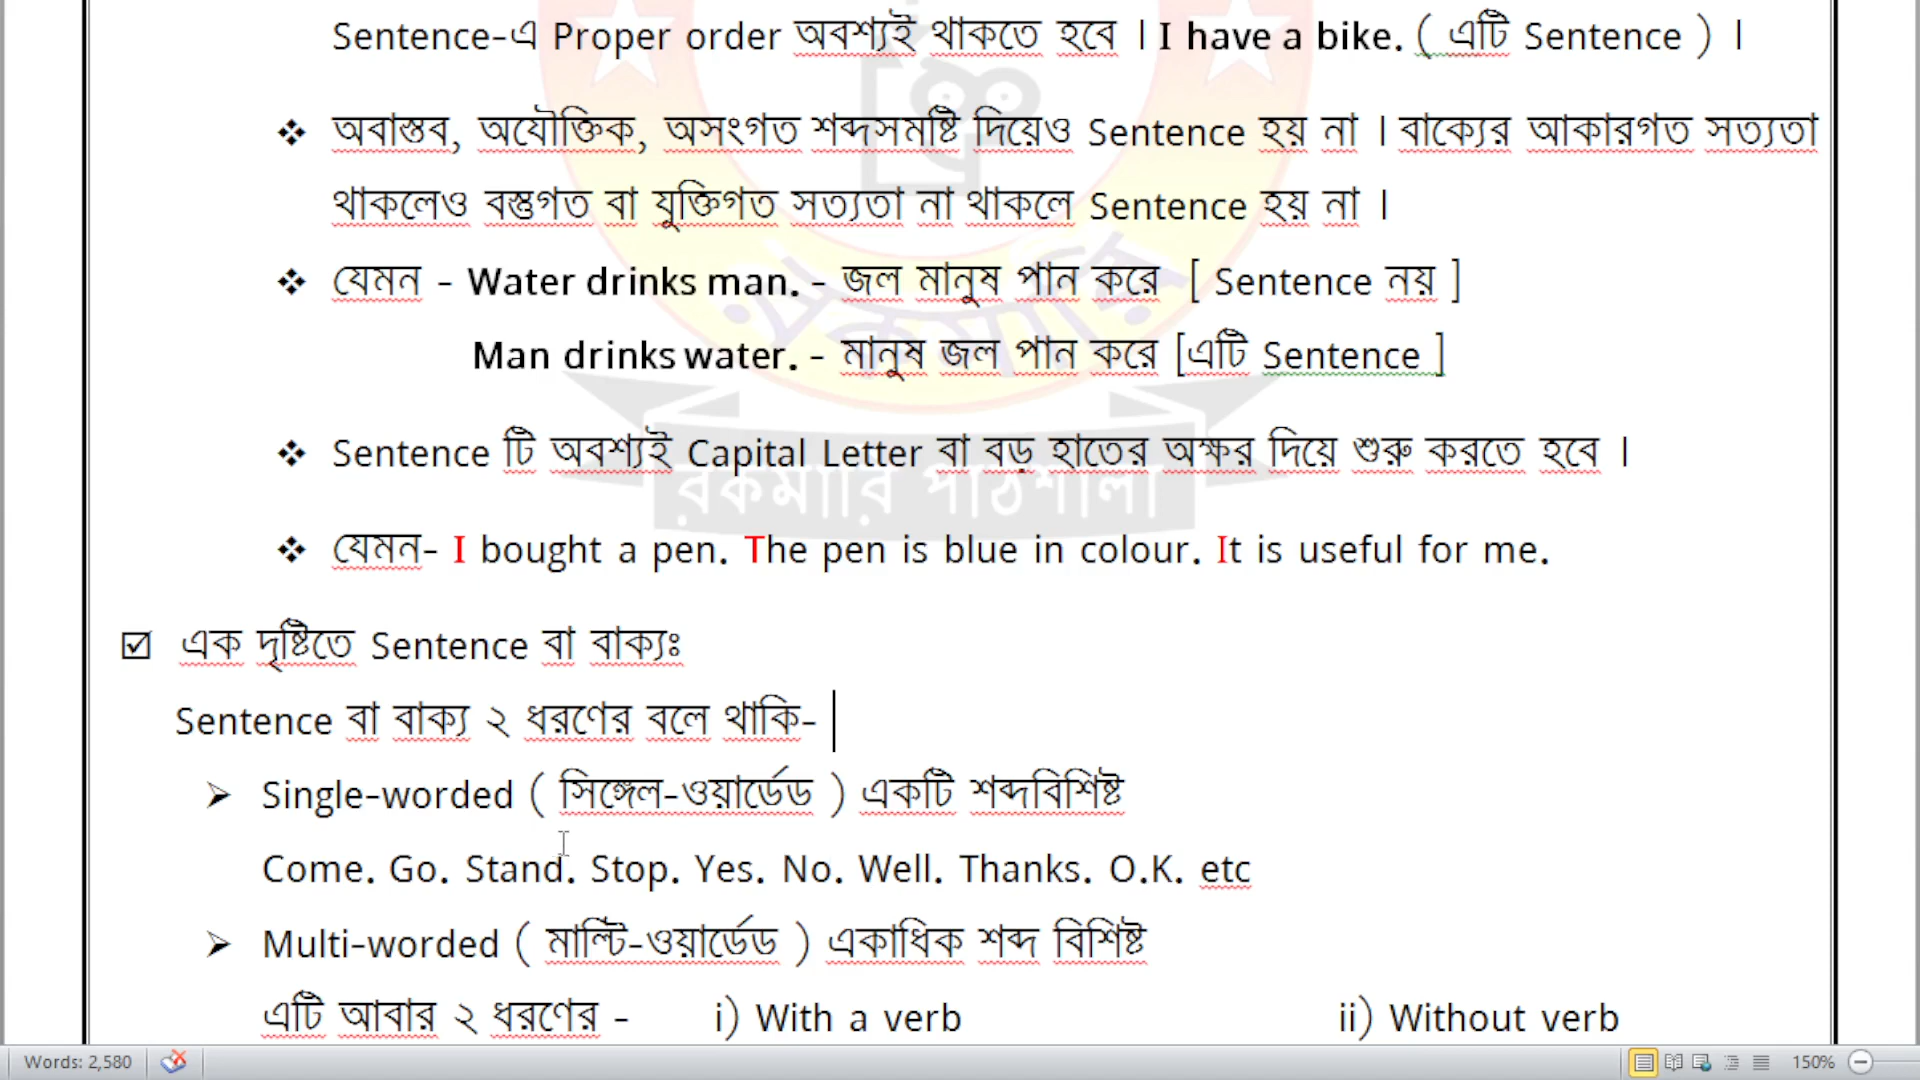 Sentence-এ Proper order অবশ্যই থাকতে হবে । I have a bike. ( এটি Sentence ) ।
❖ অবাস্তব, অযৌক্তিক, অসংগত শব্দসমষ্টি দিয়েও Sentence হয় না । বাক্যের আকারগত সত্যতা
থাকলেও বস্তুগত বা যুক্তিগত সত্যতা না থাকলে Sentence হয় না ।
❖ যেমন - Water drinks man. - জল মানুষ পান করে [ Sentence নয় ]
Man drinks water. - মানুষ জল পান করে [এটি Sentence ]
❖ Sentence টি অবশ্যই Capital Letter বা বড় হাতের অক্ষর দিয়ে শুরু করতে হবে ।
রকমারি পাঠশালা
❖ যেমন- I bought a pen. The pen is blue in colour. It is useful for me.
☑ এক দৃষ্টিতে Sentence বা বাক্যঃ
Sentence বা বাক্য ২ ধরণের বলে থাকি-
➢ Single-worded ( সিঙ্গেল-ওয়ার্ডেড ) একটি শব্দবিশিষ্ট
Come. Go. Stand. Stop. Yes. No. Well. Thanks. O.K. etc
➢ Multi-worded ( মাল্টি-ওয়ার্ডেড ) একাধিক শব্দ বিশিষ্ট
এটি আবার ২ ধরণের - i) With a verb ii) Without verb
Words: 2,580 150%